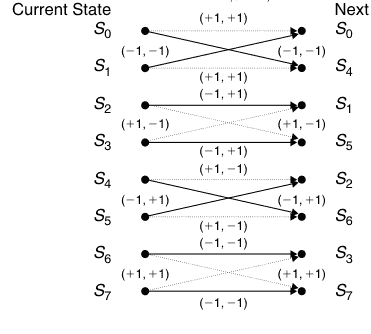 Current State Next
(+1, +1)
S0 S0
(−1, −1) (−1, −1)
S1 S4
(+1, +1)
(−1, +1)
S2 S1
(+1, −1) (+1, −1)
S3 S5
(−1, +1)
(+1, −1)
S4 S2
(−1, +1) (−1, +1)
S5 S6
(+1, −1)
(−1, −1)
S6 S3
(+1, +1) (+1, +1)
S7 S7
(−1, −1)